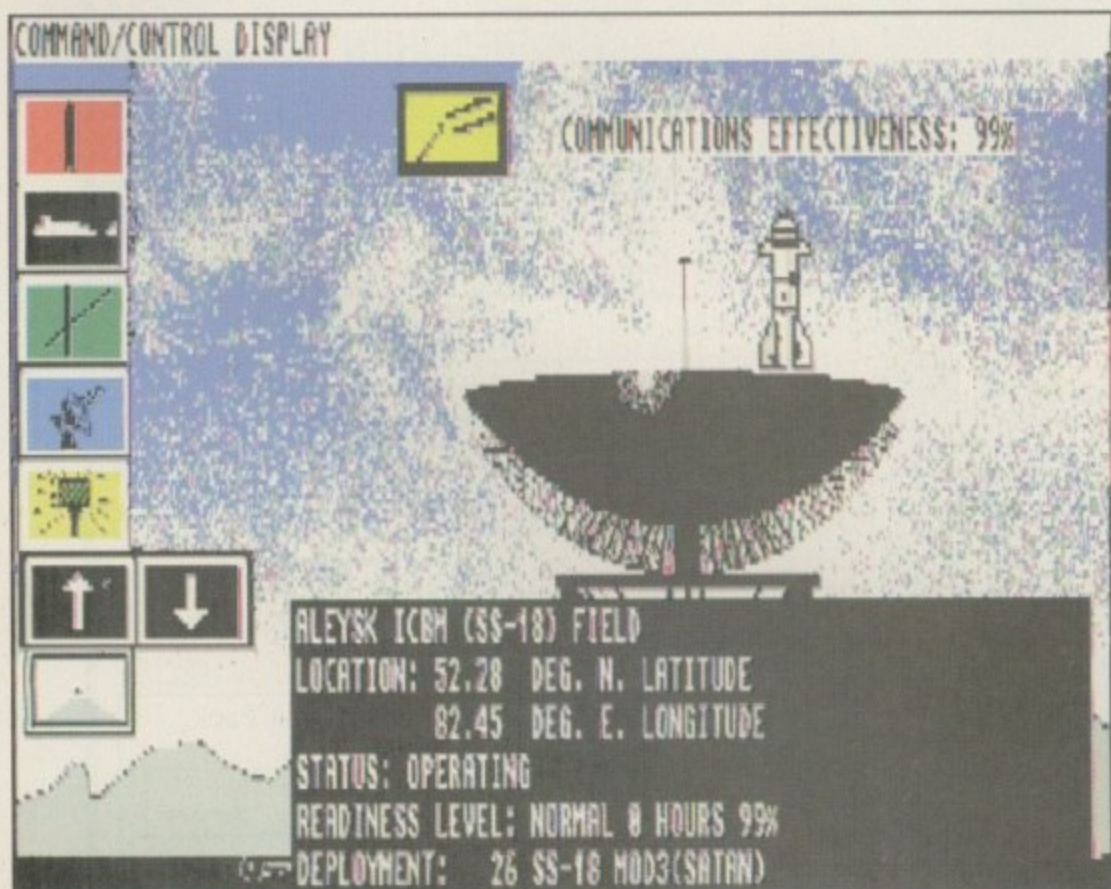 COMMAND/CONTROL DISPLAY
COMMUNICATIONS EFFECTIVENESS: 99%
ALEYSK ICBM (SS-18) FIELD
LOCATION: 52.28 DEG. N. LATITUDE
82.45 DEG. E. LONGITUDE
STATUS: OPERATING
READINESS LEVEL: NORMAL 0 HOURS 99%
DEPLOYMENT: 26 SS-18 MOD3(SATAN)